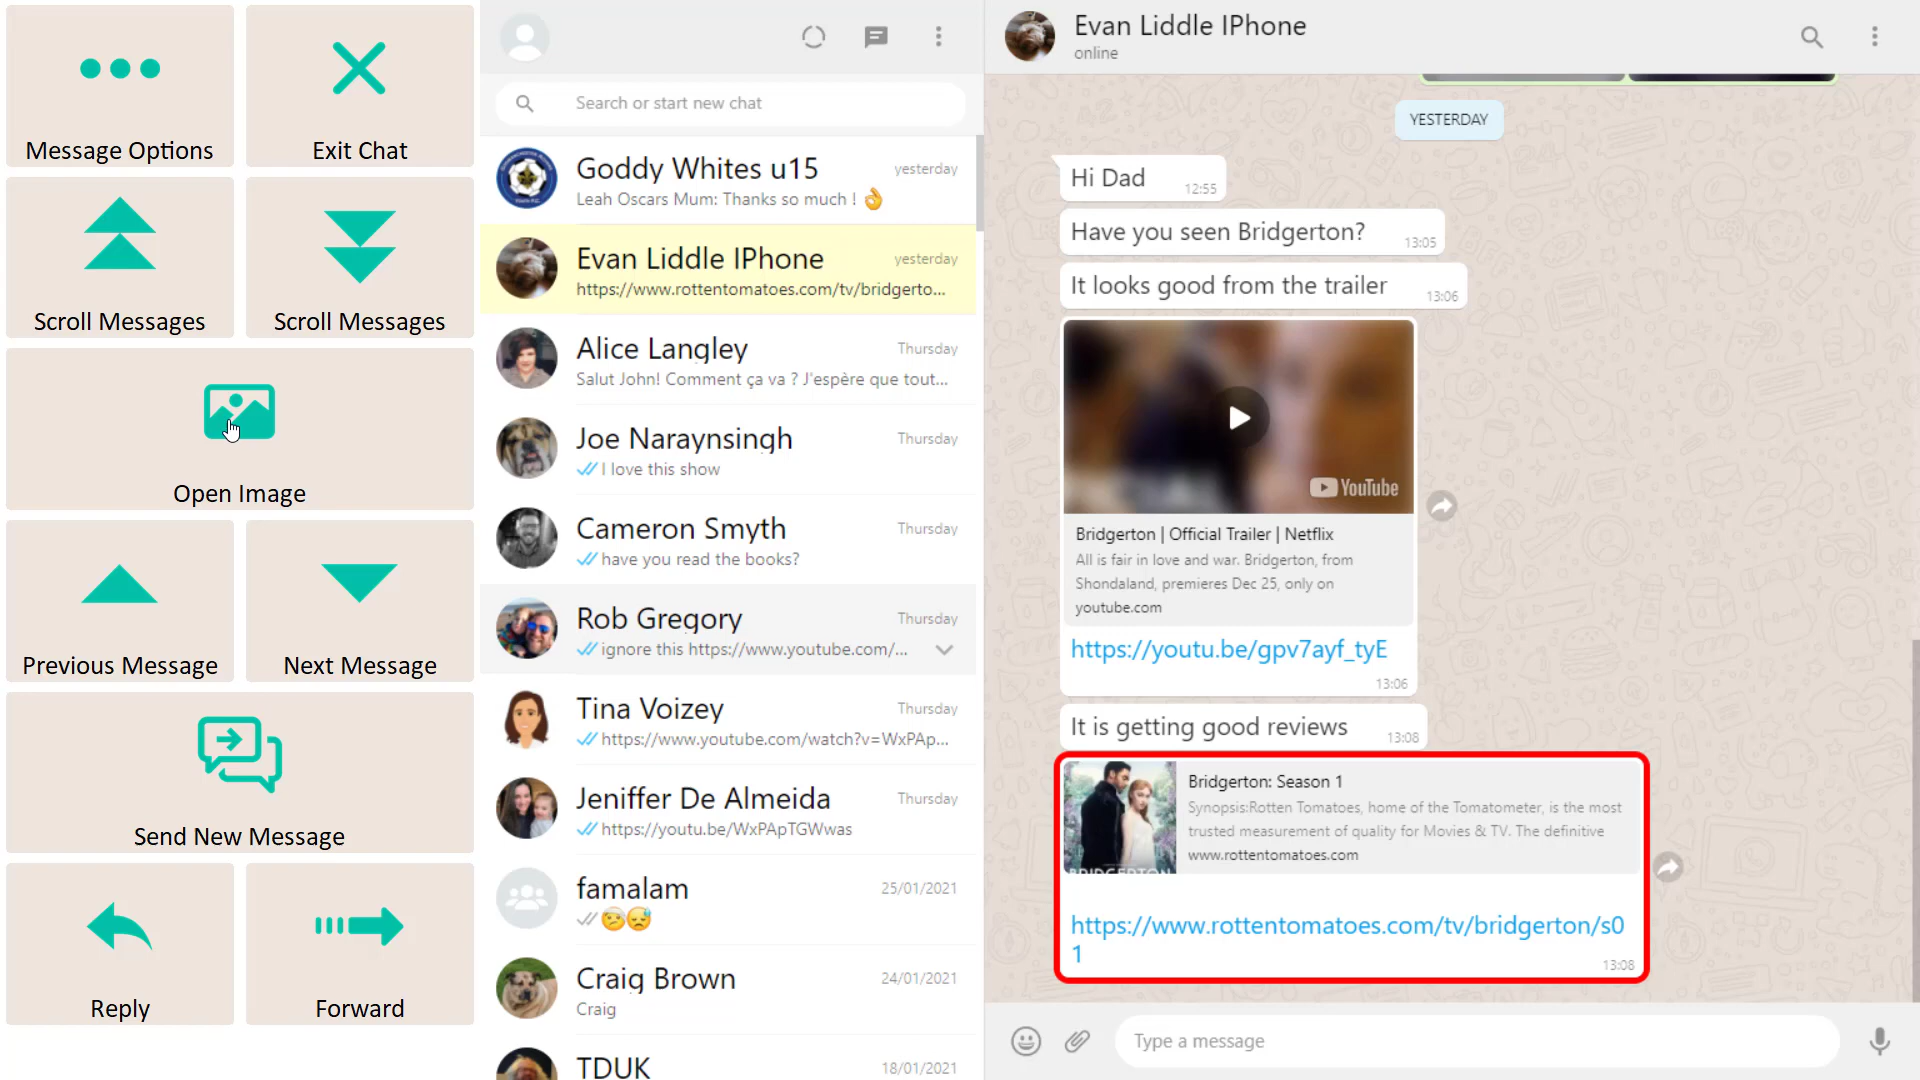 Message Options
Exit Chat
Scroll Messages
Scroll Messages
Open Image
Previous Message
Next Message
Send New Message
Reply
Forward
Search or start new chat
Goddy Whites u15
yesterday
Leah Oscars Mum: Thanks so much ! 👌
Evan Liddle IPhone
yesterday
https://www.rottentomatoes.com/tv/bridgerto...
Alice Langley
Thursday
Salut John! Comment ça va ? J'espère que tout...
Joe Naraynsingh
Thursday
I love this show
Cameron Smyth
Thursday
have you read the books?
Rob Gregory
Thursday
ignore this https://www.youtube.com/...
Tina Voizey
Thursday
https://www.youtube.com/watch?v=WxPAp...
Jeniffer De Almeida
Thursday
https://youtu.be/WxPApTGWwas
famalam
25/01/2021
🤕😓
Craig Brown
24/01/2021
Craig
TDUK
18/01/2021
Evan Liddle IPhone
online
YESTERDAY
Hi Dad
12:55
Have you seen Bridgerton?
13:05
It looks good from the trailer
13:06
YouTube
Bridgerton | Official Trailer | Netflix
All is fair in love and war. Bridgerton, from
Shondaland, premieres Dec 25, only on
youtube.com
https://youtu.be/gpv7ayf_tyE
13:06
It is getting good reviews
13:08
BRIDGERTON
Bridgerton: Season 1
Synopsis:Rotten Tomatoes, home of the Tomatometer, is the most
trusted measurement of quality for Movies & TV. The definitive
www.rottentomatoes.com
https://www.rottentomatoes.com/tv/bridgerton/s0
1
13:08
Type a message